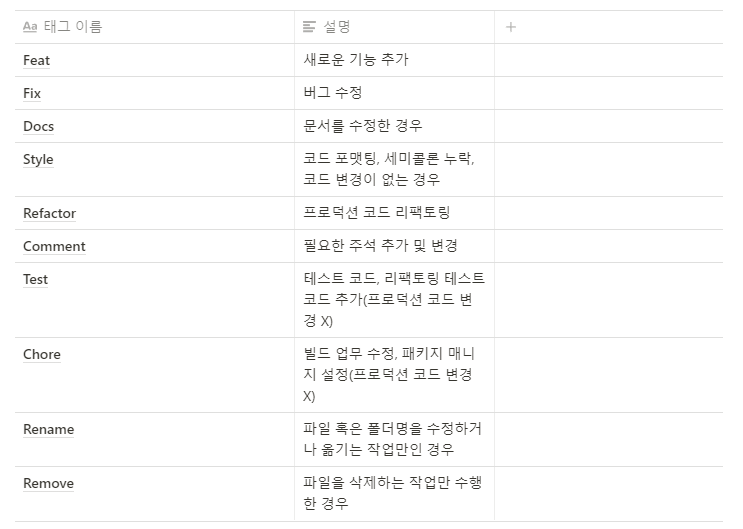 Aa 태그 이름 설명 +
Feat 새로운 기능 추가
Fix 버그 수정
Docs 문서를 수정한 경우
Style 코드 포맷팅, 세미콜론 누락,
코드 변경이 없는 경우
Refactor 프로덕션 코드 리팩토링
Comment 필요한 주석 추가 및 변경
Test 테스트 코드, 리팩토링 테스트
코드 추가(프로덕션 코드 변
경 X)
Chore 빌드 업무 수정, 패키지 매니
지 설정(프로덕션 코드 변경
X)
Rename 파일 혹은 폴더명을 수정하거
나 옮기는 작업만인 경우
Remove 파일을 삭제하는 작업만 수행
한 경우